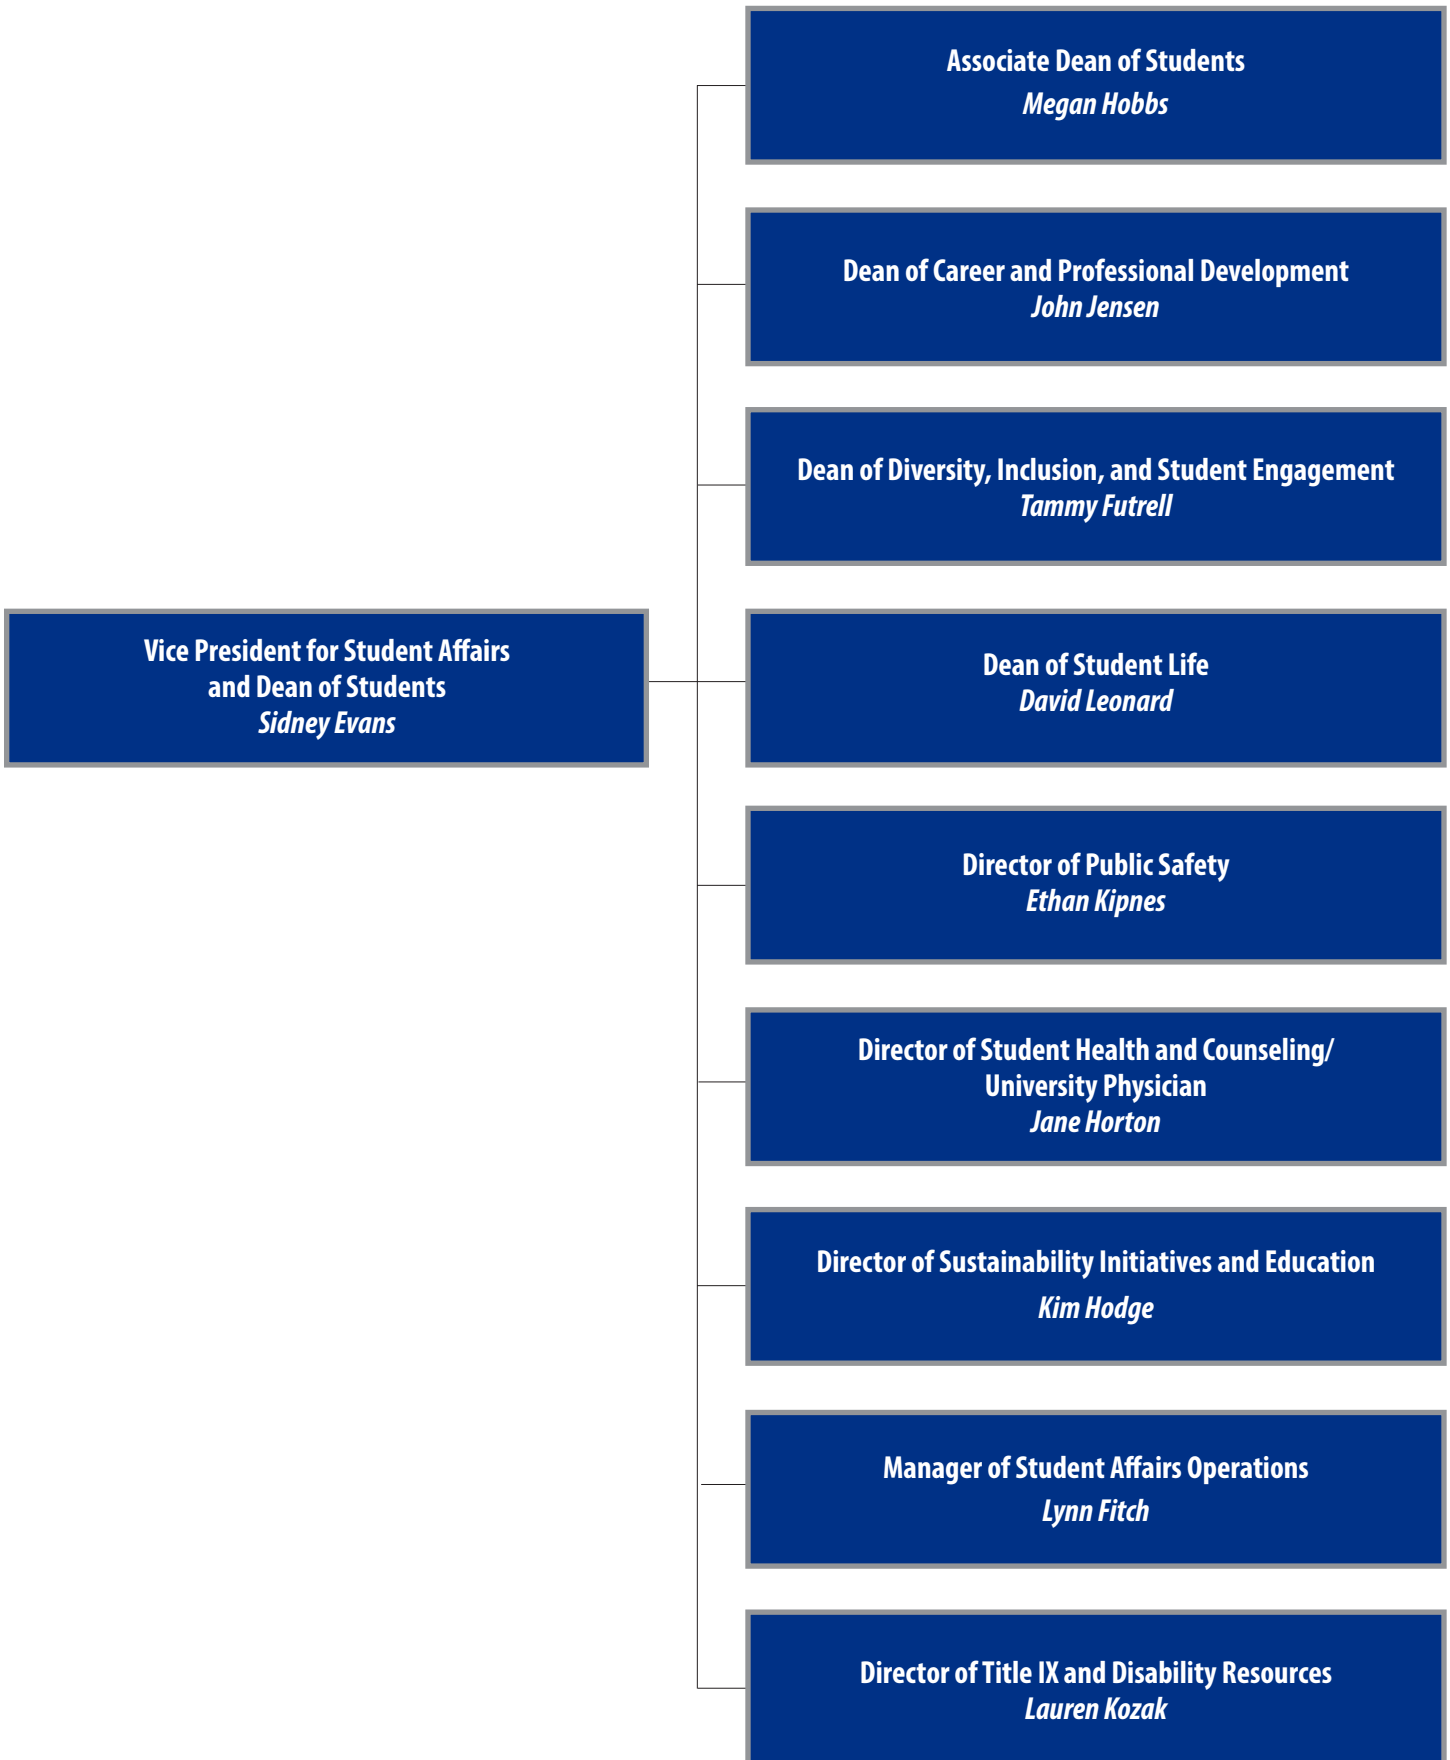 Associate Dean of Students
Megan Hobbs
Dean of Career and Professional Development
John Jensen
Dean of Diversity, Inclusion, and Student Engagement
Tammy Futrell
Vice President for Student Affairs
and Dean of Students
Sidney Evans
Dean of Student Life
David Leonard
Director of Public Safety
Ethan Kipnes
Director of Student Health and Counseling/
University Physician
Jane Horton
Director of Sustainability Initiatives and Education
Kim Hodge
Manager of Student Affairs Operations
Lynn Fitch
Director of Title IX and Disability Resources
Lauren Kozak